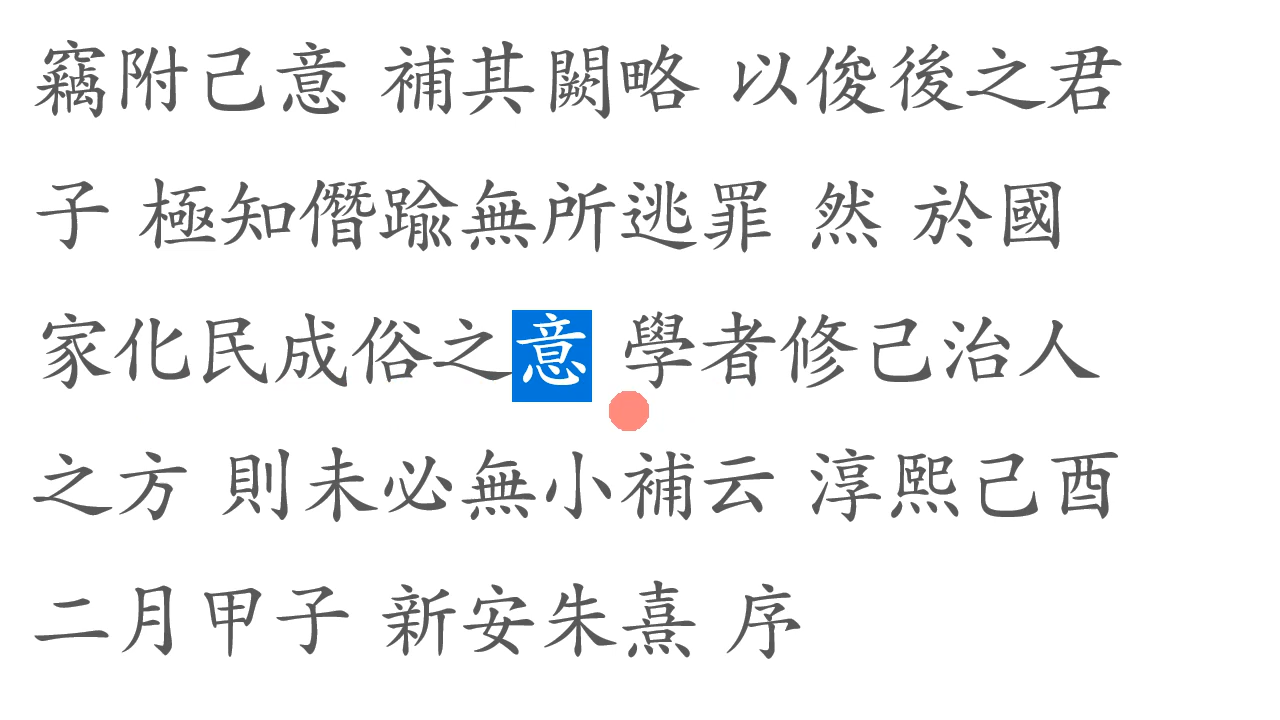 竊附己意 補其闕略 以俊後之君
子 極知僭踰無所逃罪 然 於國
家化民成俗之意 學者修己治人
之方 則未必無小補云 淳熙己酉
二月甲子 新安朱熹 序